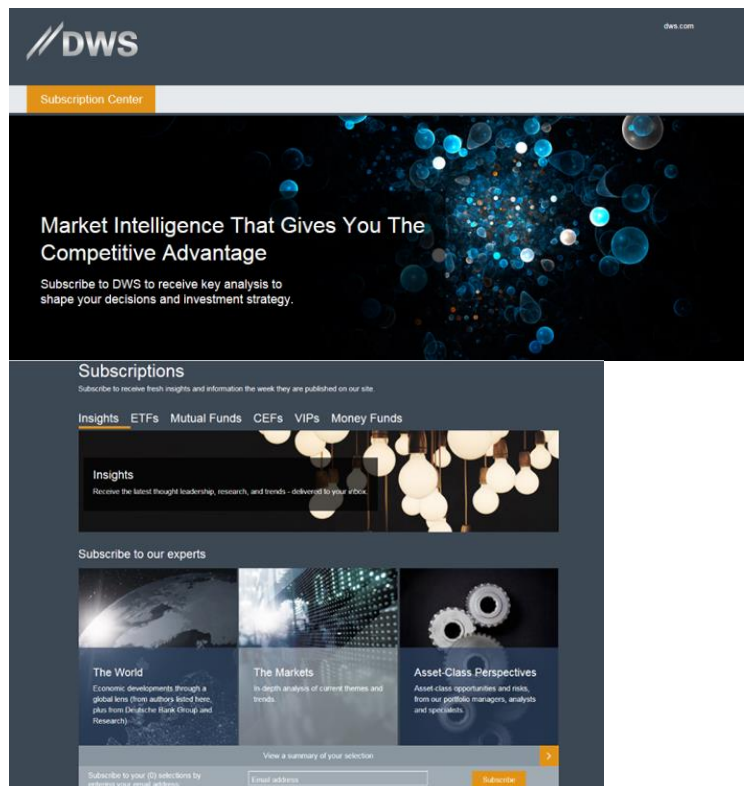 DWS
dws.com
Subscription Center
Market Intelligence That Gives You The
Competitive Advantage
Subscribe to DWS to receive key analysis to
shape your decisions and investment strategy.
Subscriptions
Subscribe to receive fresh insights and information the week they are published on our site.
Insights ETFs Mutual Funds CEFs VIPs Money Funds
Insights
Receive the latest thought leadership, research, and trends - delivered to your inbox.
Subscribe to our experts
The World
Economic developments through a
global lens (from authors listed here,
plus from Deutsche Bank Group and
Research)
The Markets
In-depth analysis of current themes and
trends.
Asset-Class Perspectives
Asset-class opportunities and risks,
from our portfolio managers, analysts
and specialists.
View a summary of your selection
Subscribe to your (0) selections by
entering your email address
Email address
Subscribe